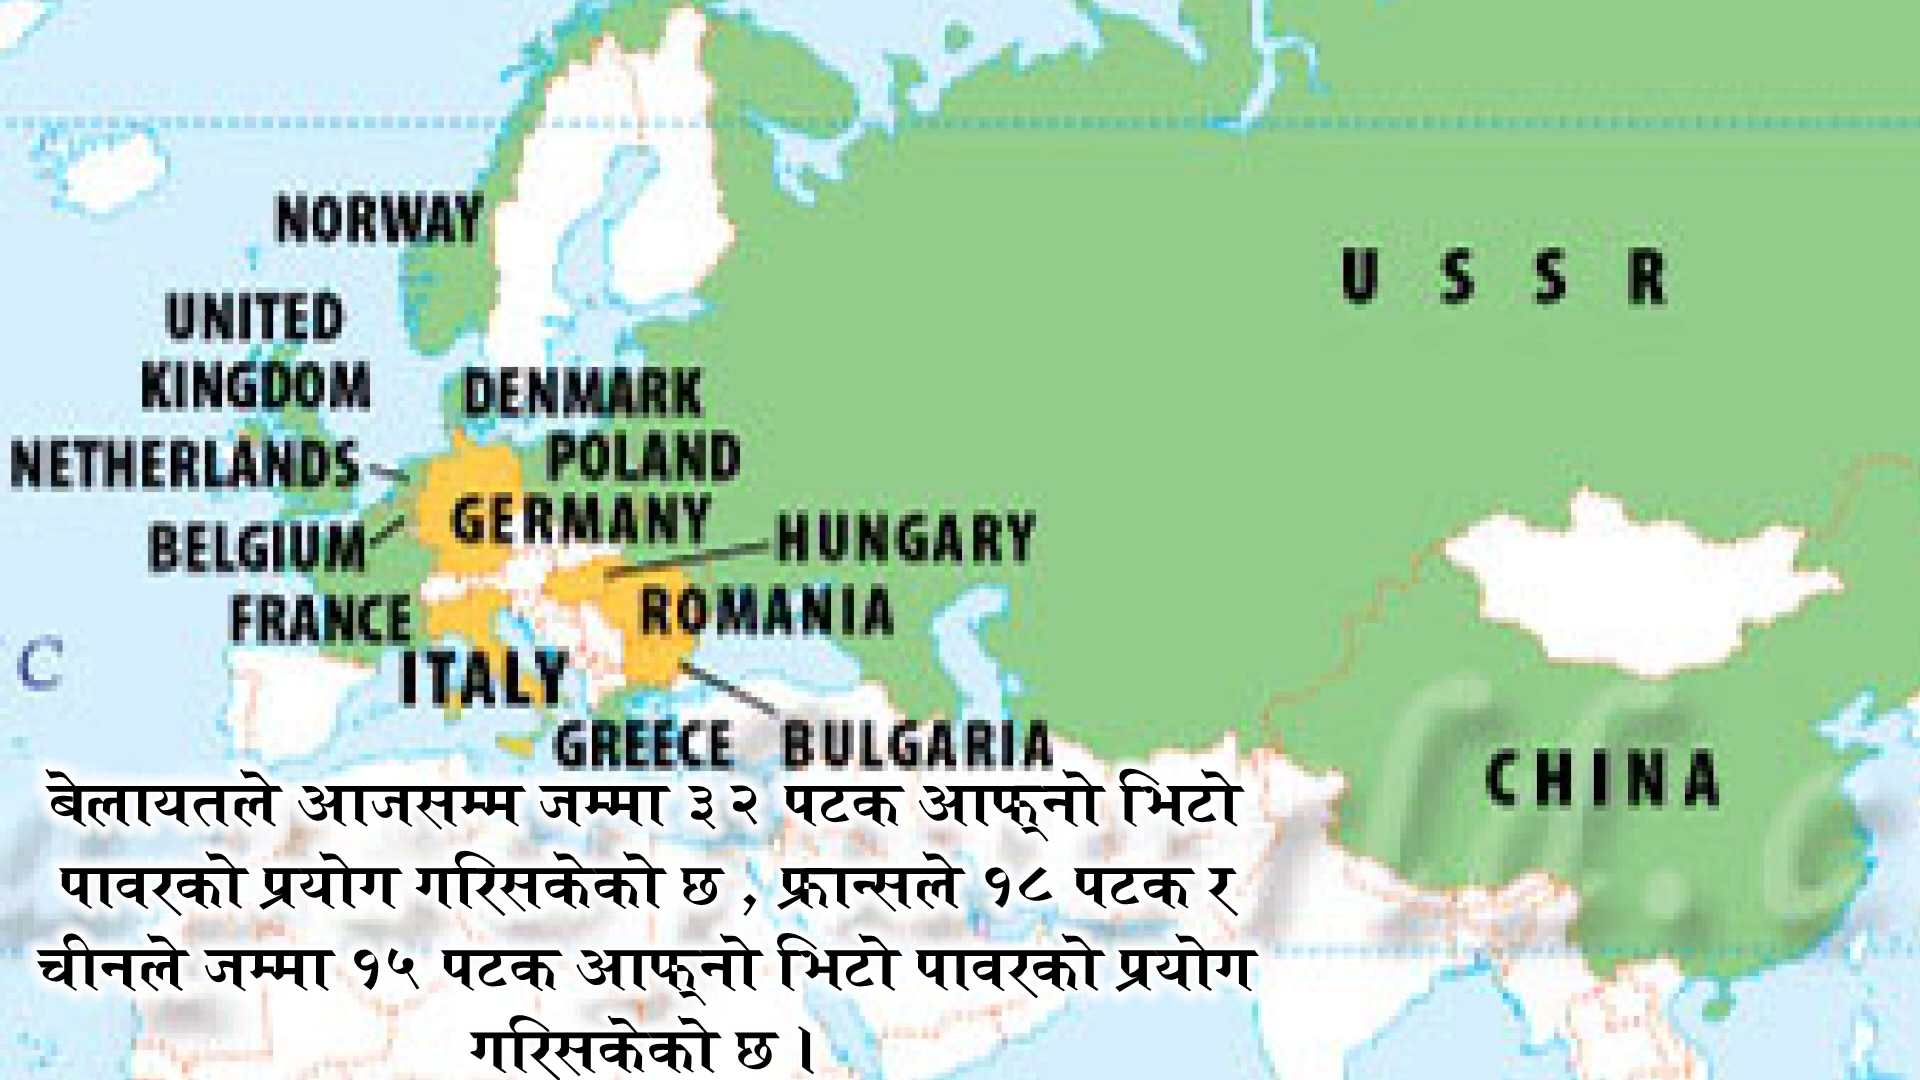 NORWAY
U S S R
UNITED
KINGDOM
DENMARK
NETHERLANDS
POLAND
GERMANY
HUNGARY
BELGIUM
FRANCE
ROMANIA
C
ITALY
GREECE
BULGARIA
CHINA
बेलायतले आजसम्म जम्मा ३२ पटक आफ्नो भिटो
पावरको प्रयोग गरिसकेको छ , फ्रान्सले १८ पटक र
चीनले जम्मा १५ पटक आफ्नो भिटो पावरको प्रयोग
गरिसकेको छ ।